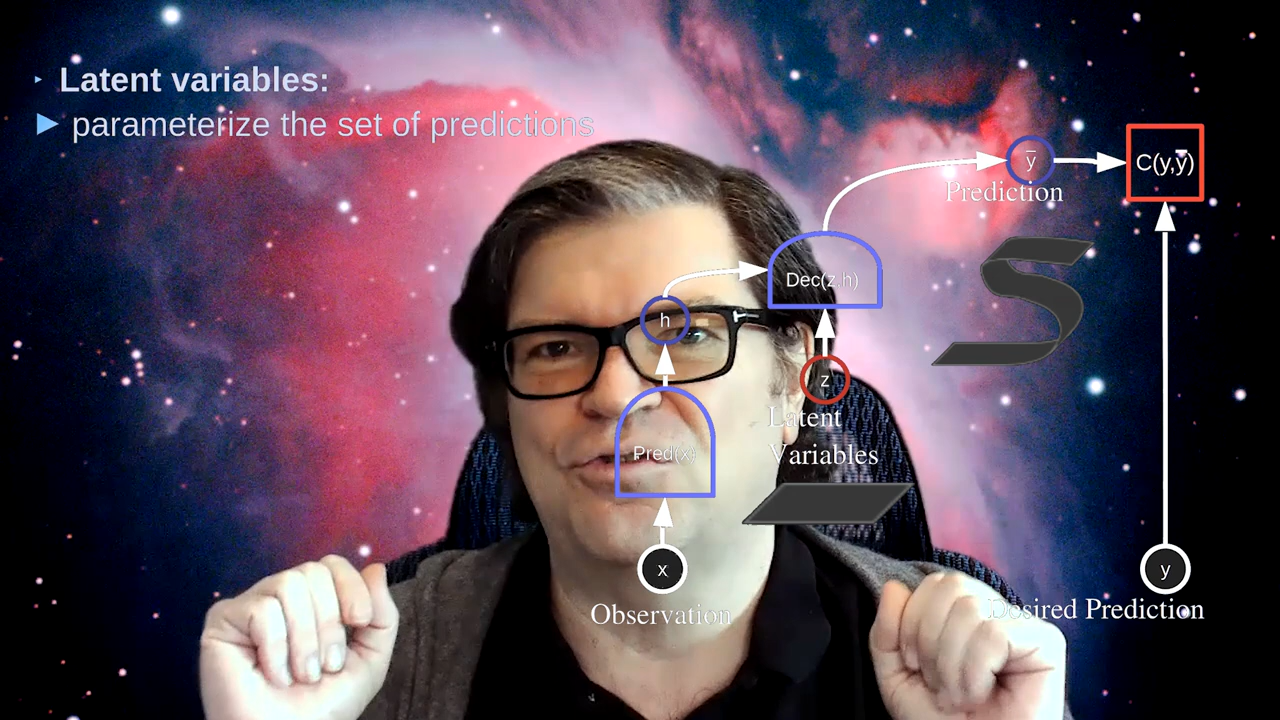 Latent variables:
parameterize the set of predictions
ȳ
C(y,ȳ)
Prediction
Dec(z,h)
h
z
Latent
Variables
Pred(x)
x
y
Observation
Desired Prediction